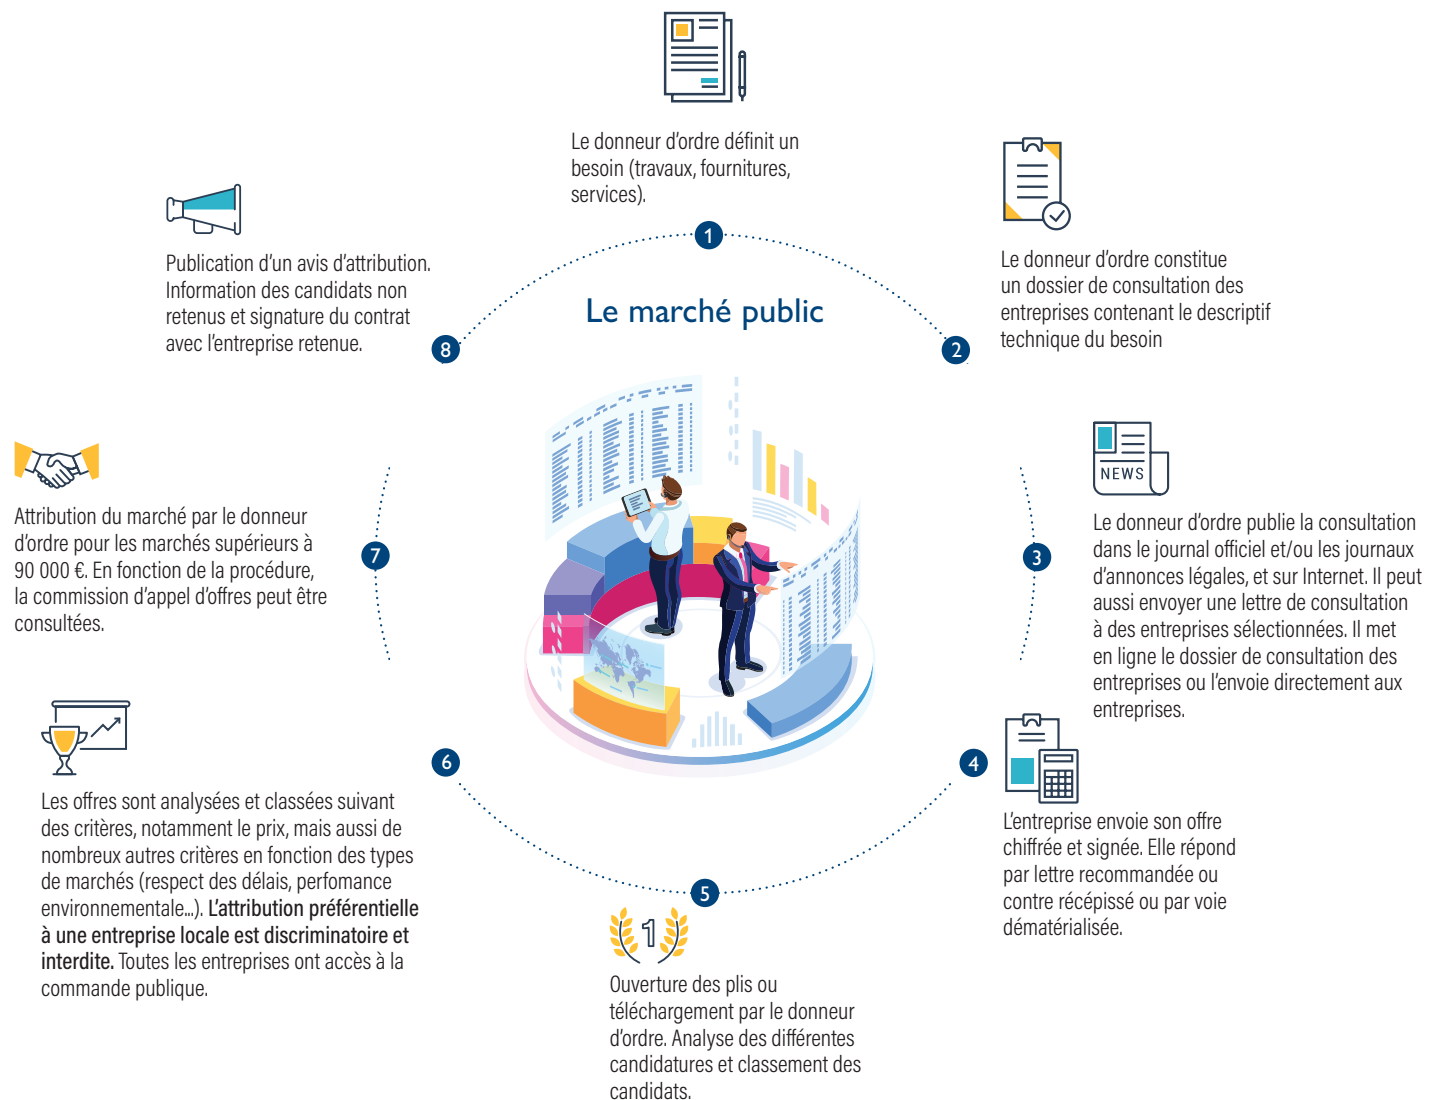 Le marché public
1
Le donneur d'ordre définit un
besoin (travaux, fournitures,
services).
2
Le donneur d'ordre constitue
un dossier de consultation des
entreprises contenant le descriptif
technique du besoin
NEWS
3
Le donneur d'ordre publie la consultation
dans le journal officiel et/ou les journaux
d'annonces légales, et sur Internet. Il peut
aussi envoyer une lettre de consultation
à des entreprises sélectionnées. Il met
en ligne le dossier de consultation des
entreprises ou l'envoie directement aux
entreprises.
4
L'entreprise envoie son offre
chiffrée et signée. Elle répond
par lettre recommandée ou
contre récépissé ou par voie
dématérialisée.
5
1
Ouverture des plis ou
téléchargement par le donneur
d'ordre. Analyse des différentes
candidatures et classement des
candidats.
6
Les offres sont analysées et classées suivant
des critères, notamment le prix, mais aussi de
nombreux autres critères en fonction des types
de marchés (respect des délais, perfomance
environnementale...). L'attribution préférentielle
à une entreprise locale est discriminatoire et
interdite. Toutes les entreprises ont accès à la
commande publique.
7
Attribution du marché par le donneur
d'ordre pour les marchés supérieurs à
90 000 €. En fonction de la procédure,
la commission d'appel d'offres peut être
consultées.
8
Publication d'un avis d'attribution.
Information des candidats non
retenus et signature du contrat
avec l'entreprise retenue.